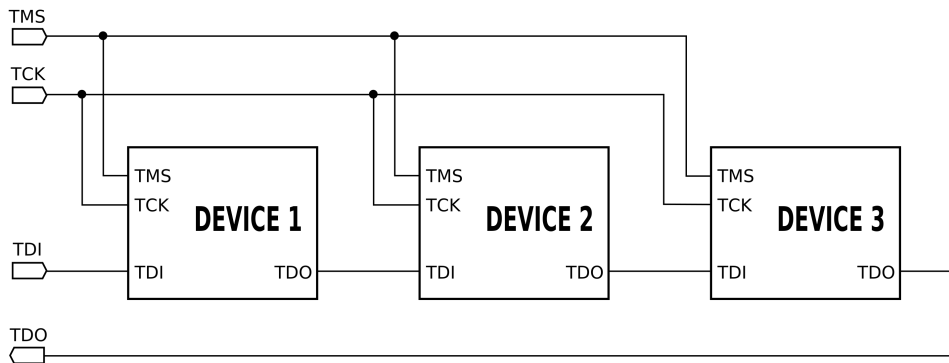 TMS
TCK
TMS
TCK
DEVICE 1
TDI
TDO
TMS
TCK
DEVICE 2
TDI
TDO
TMS
TCK
DEVICE 3
TDI
TDO
TDI
TDO